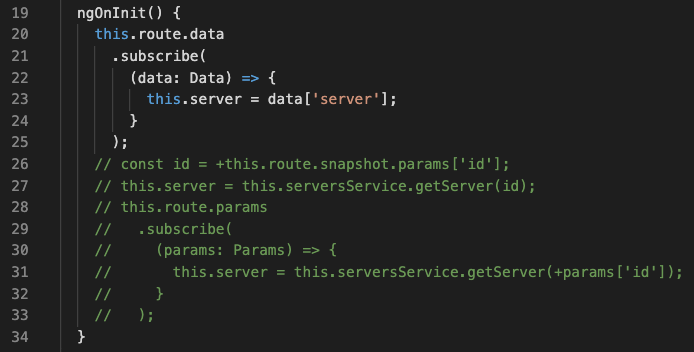 19 ngOnInit() {
20 this.route.data
21 .subscribe(
22 (data: Data) => {
23 this.server = data['server'];
24 }
25 );
26 // const id = +this.route.snapshot.params['id'];
27 // this.server = this.serversService.getServer(id);
28 // this.route.params
29 // .subscribe(
30 // (params: Params) => {
31 // this.server = this.serversService.getServer(+params['id']);
32 // }
33 // );
34 }